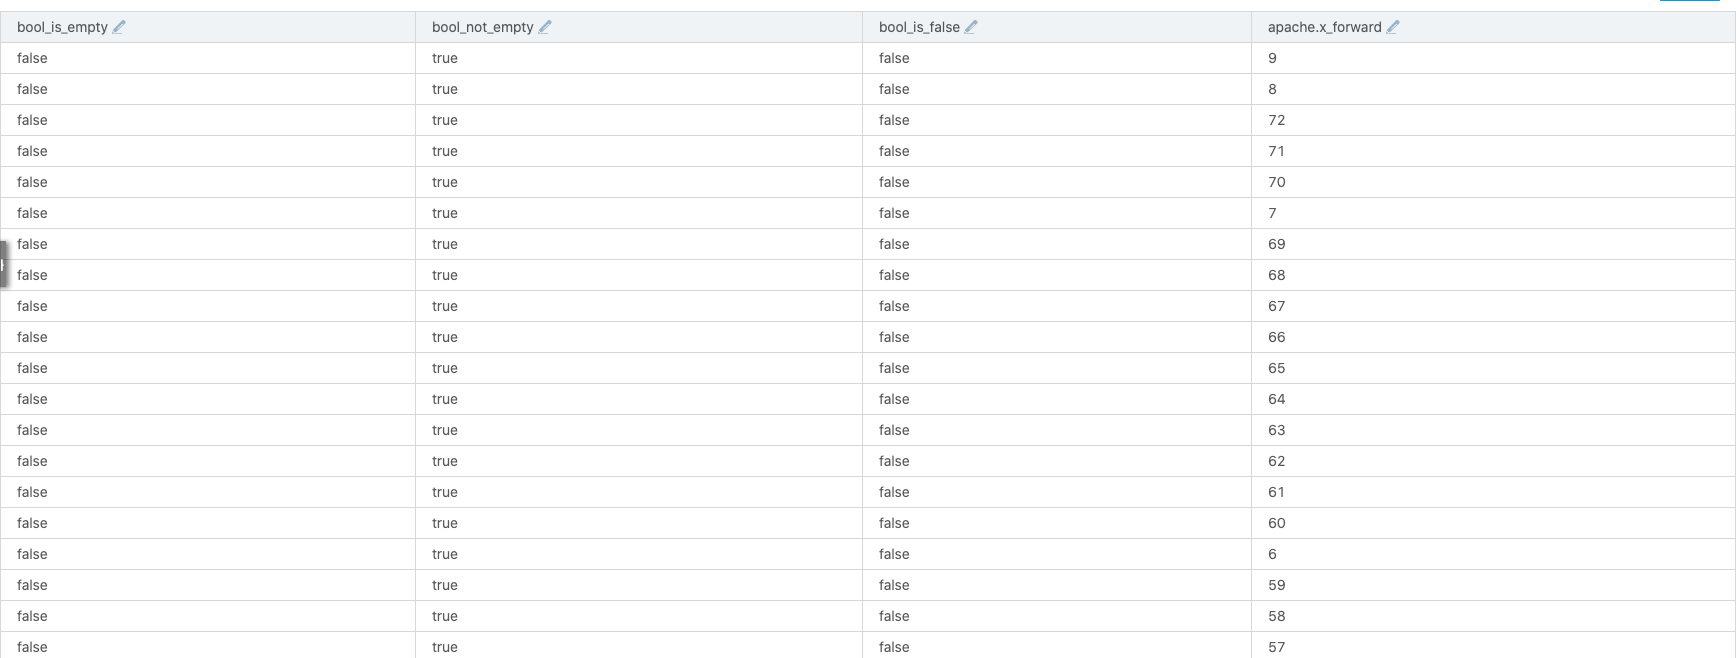 bool_is_empty bool_not_empty bool_is_false apache.x_forward
false true false 9
false true false 8
false true false 72
false true false 71
false true false 70
false true false 7
false true false 69
false true false 68
false true false 67
false true false 66
false true false 65
false true false 64
false true false 63
false true false 62
false true false 61
false true false 60
false true false 6
false true false 59
false true false 58
false true false 57